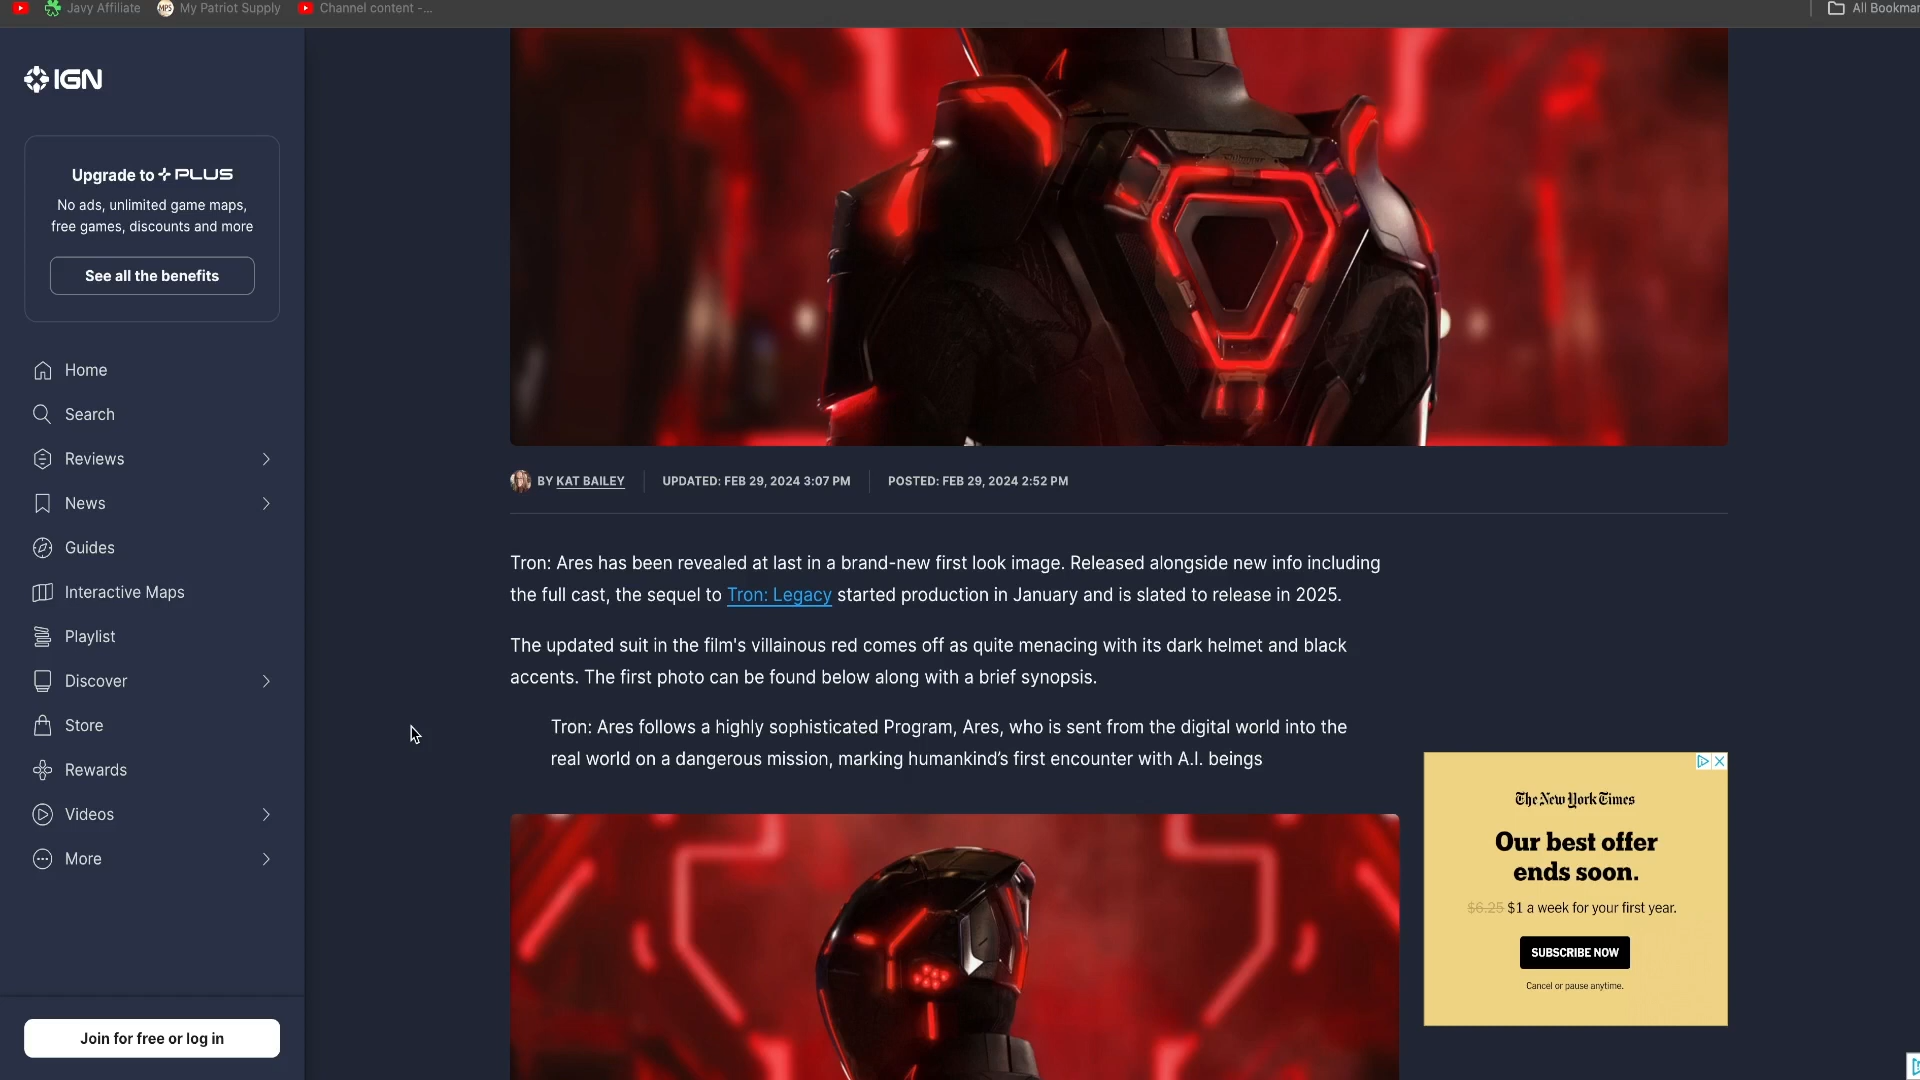 Javy Affiliate
My Patriot Supply
Channel content -...
All Bookmar
IGN
Upgrade to PLUS
No ads, unlimited game maps,
free games, discounts and more
See all the benefits
Home
Search
Reviews
News
Guides
Interactive Maps
Playlist
Discover
Store
Rewards
Videos
More
Join for free or log in
BY KAT BAILEY
UPDATED: FEB 29, 2024 3:07 PM
POSTED: FEB 29, 2024 2:52 PM
Tron: Ares has been revealed at last in a brand-new first look image. Released alongside new info including
the full cast, the sequel to Tron: Legacy started production in January and is slated to release in 2025.
The updated suit in the film's villainous red comes off as quite menacing with its dark helmet and black
accents. The first photo can be found below along with a brief synopsis.
Tron: Ares follows a highly sophisticated Program, Ares, who is sent from the digital world into the
real world on a dangerous mission, marking humankind’s first encounter with A.I. beings
The New York Times
Our best offer
ends soon.
$6.25 $1 a week for your first year.
SUBSCRIBE NOW
Cancel or pause anytime.